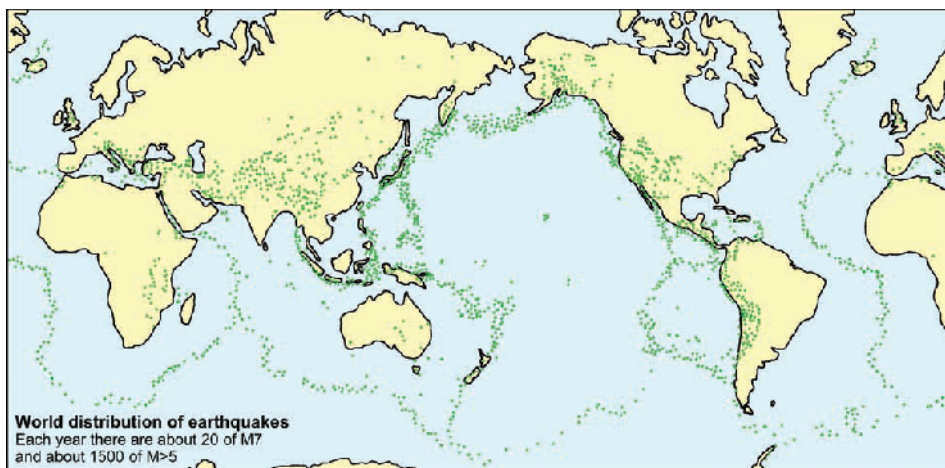 World distribution of earthquakes
Each year there are about 20 of M7
and about 1500 of M>5